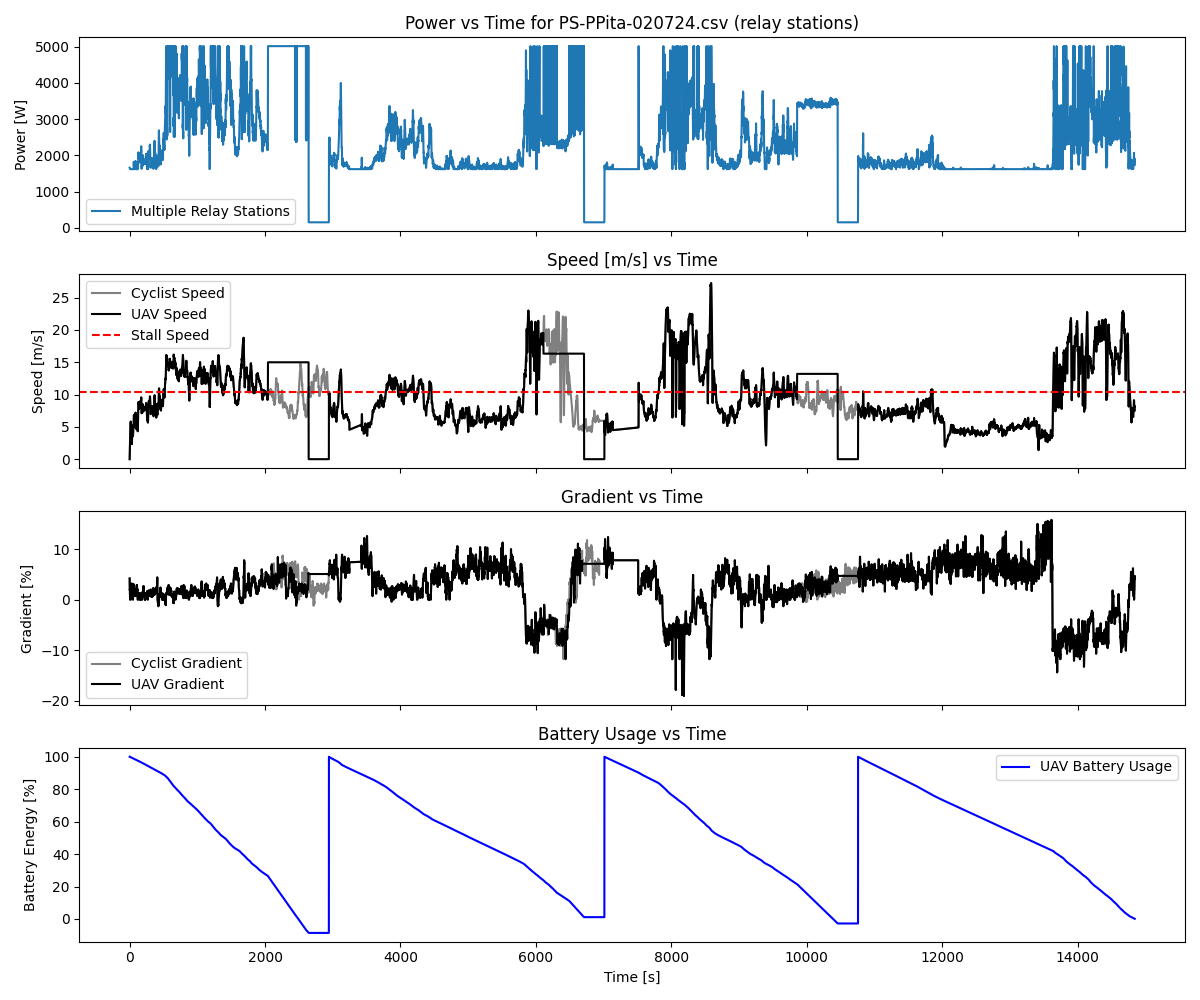 Power vs Time for PS-PPita-020724.csv (relay stations)
5000
4000
3000
2000
1000
0
Power [W]
Multiple Relay Stations
Speed [m/s] vs Time
25
20
15
10
5
0
Speed [m/s]
Cyclist Speed
UAV Speed
Stall Speed
Gradient vs Time
10
0
−10
−20
Gradient [%]
Cyclist Gradient
UAV Gradient
Battery Usage vs Time
100
80
60
40
20
0
Battery Energy [%]
UAV Battery Usage
0 2000 4000 6000 8000 10000 12000 14000
Time [s]